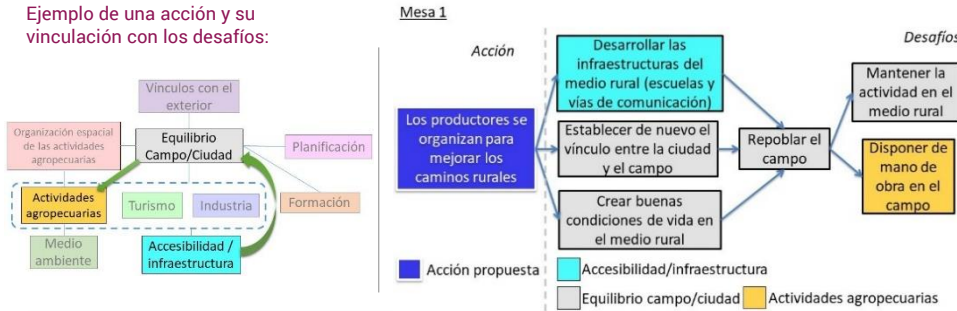 Ejemplo de una acción y su
vinculación con los desafíos:
Vínculos con el
exterior
Organización espacial
de las actividades
agropecuarias
Equilibrio
Campo/Ciudad
Planificación
Actividades
agropecuarias
Turismo
Industria
Formación
Medio
ambiente
Accesibilidad /
infraestructura
Mesa 1
Acción
Desafíos
Los productores se
organizan para
mejorar los
caminos rurales
Desarrollar las
infraestructuras del
medio rural (escuelas y
vías de comunicación)
Establecer de nuevo el
vínculo entre la ciudad
y el campo
Crear buenas
condiciones de vida en
el medio rural
Repoblar el
campo
Mantener la
actividad en el
medio rural
Disponer de
mano de
obra en el
campo
Acción propuesta
Accesibilidad/infraestructura
Equilibrio campo/ciudad
Actividades agropecuarias